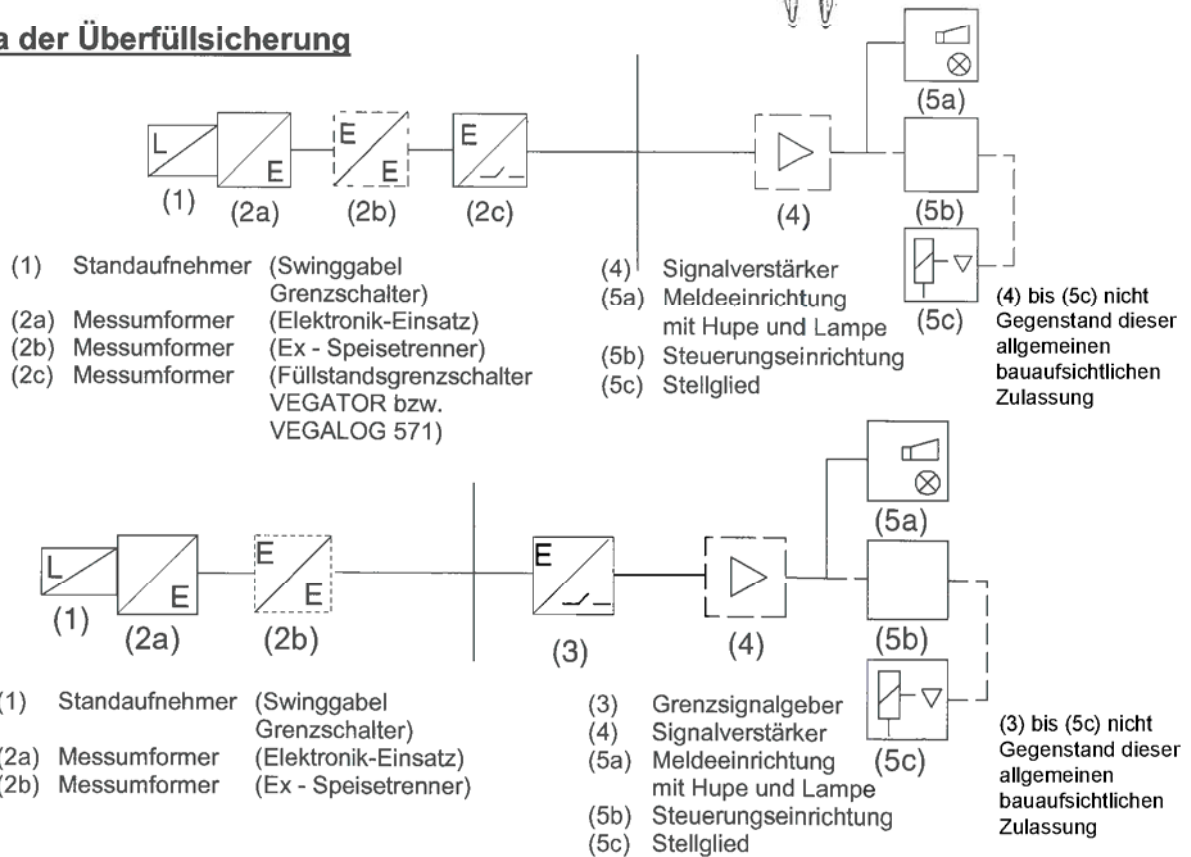 a der Überfüllsicherung
L
E
E
E
E
(1)
(2a)
(2b)
(2c)
(4)
(5a)
(5b)
(5c)
(1) Standaufnehmer (Swinggabel
Grenzschalter)
(2a) Messumformer (Elektronik-Einsatz)
(2b) Messumformer (Ex - Speisetrenner)
(2c) Messumformer (Füllstandsgrenzschalter
VEGATOR bzw.
VEGALOG 571)
(4) Signalverstärker
(5a) Meldeeinrichtung
mit Hupe und Lampe
(5b) Steuerungseinrichtung
(5c) Stellglied
(4) bis (5c) nicht
Gegenstand dieser
allgemeinen
bauaufsichtlichen
Zulassung
L
E
E
E
E
(1)
(2a)
(2b)
(3)
(4)
(5a)
(5b)
(5c)
(1) Standaufnehmer (Swinggabel
Grenzschalter)
(2a) Messumformer (Elektronik-Einsatz)
(2b) Messumformer (Ex - Speisetrenner)
(3) Grenzsignalgeber
(4) Signalverstärker
(5a) Meldeeinrichtung
mit Hupe und Lampe
(5b) Steuerungseinrichtung
(5c) Stellglied
(3) bis (5c) nicht
Gegenstand dieser
allgemeinen
bauaufsichtlichen
Zulassung